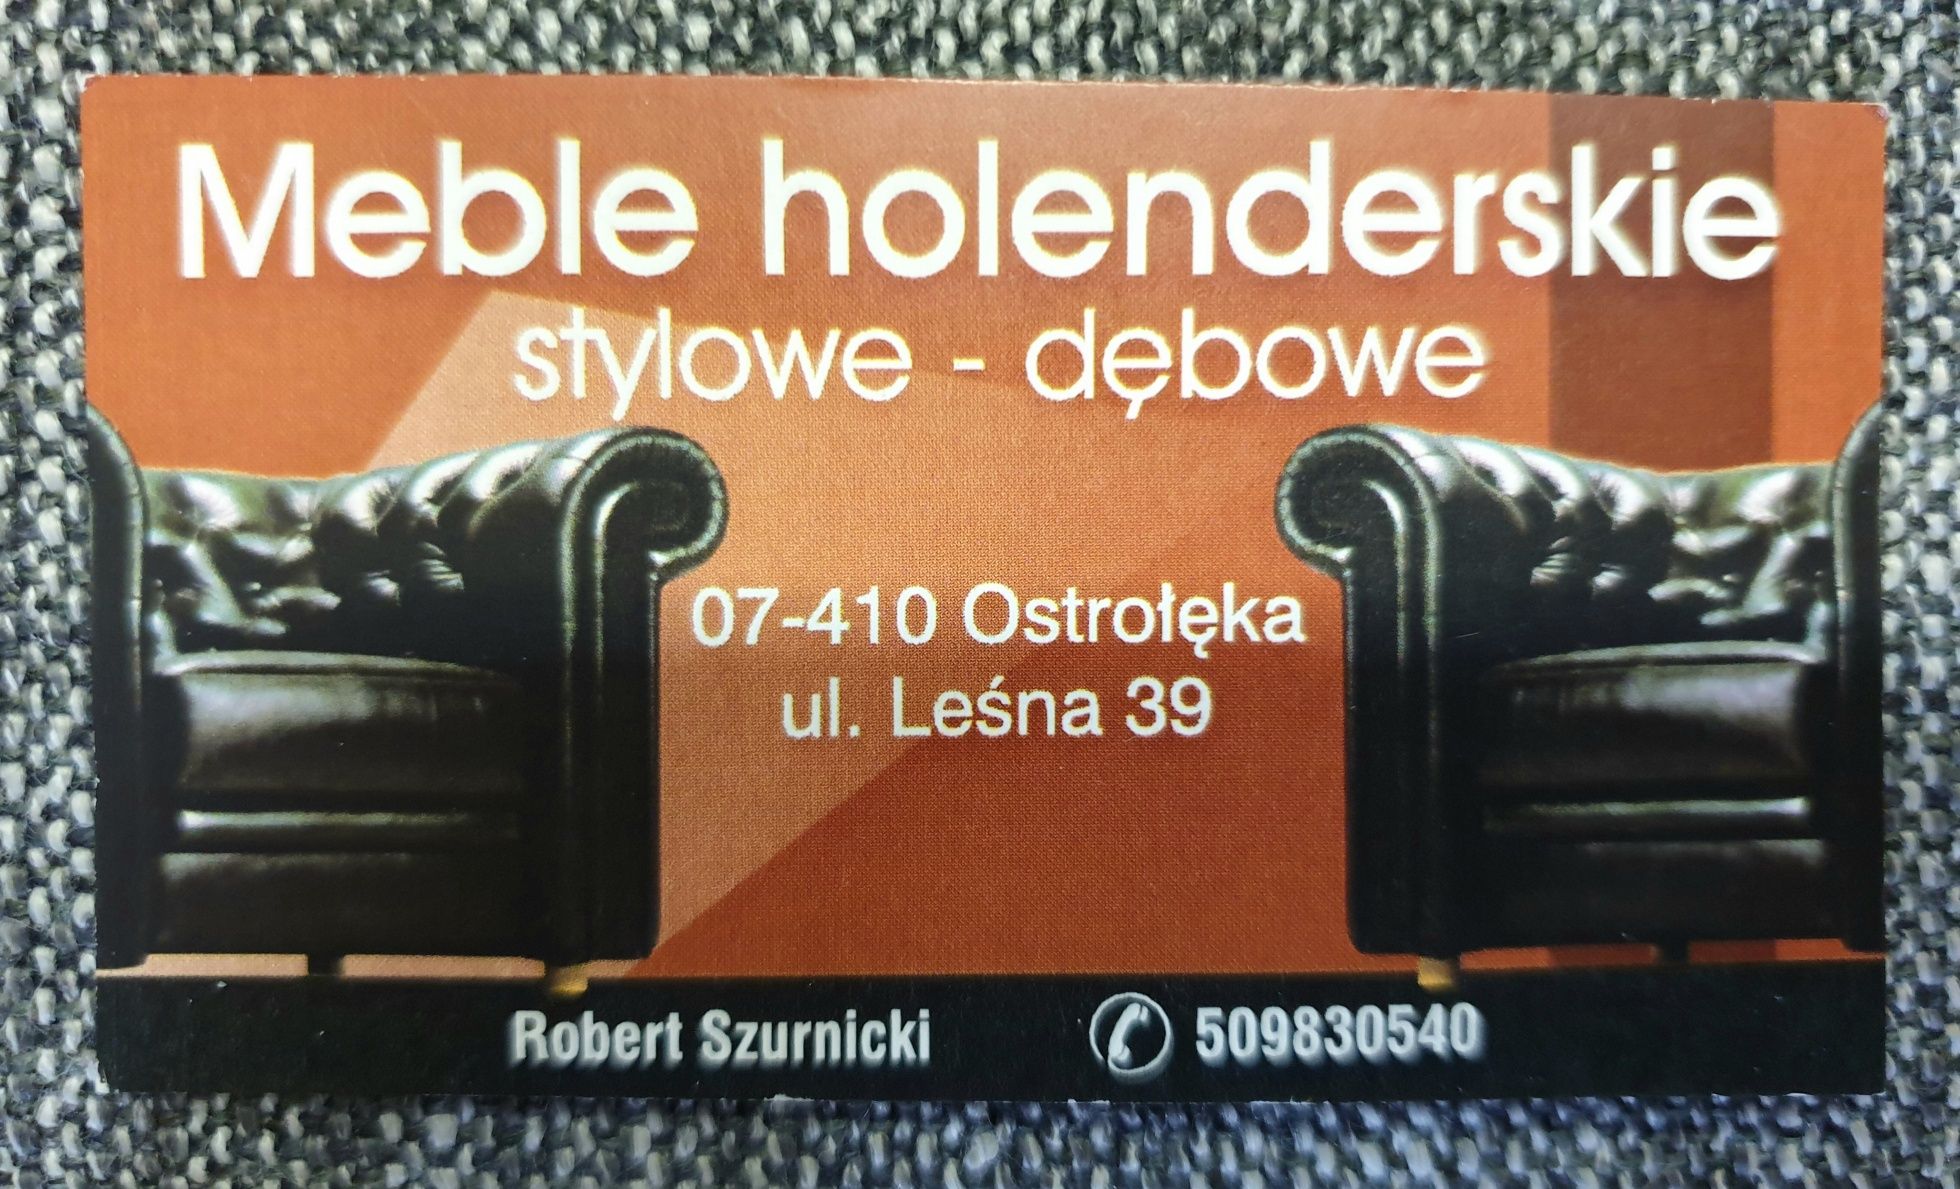 Meble holenderskie
stylowe - dębowe
07-410 Ostrołęka
ul. Leśna 39
Robert Szurnicki 509830540